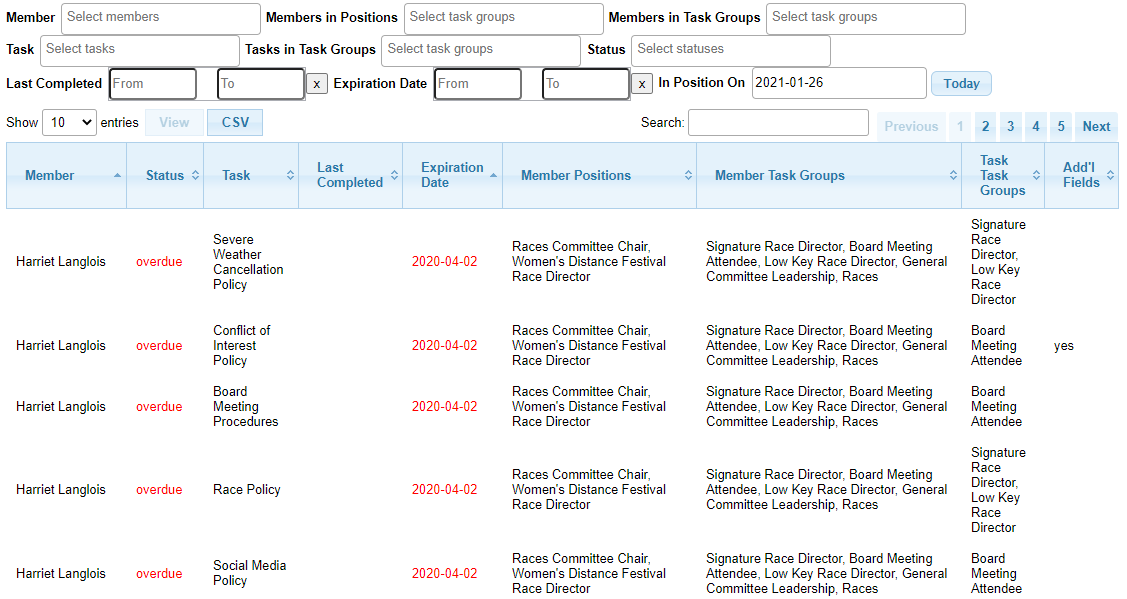 Member Select members Members in Positions Select task groups Members in Task Groups Select task groups
Task Select tasks Tasks in Task Groups Select task groups Status Select statuses
Last Completed From To x Expiration Date From To x In Position On 2021-01-26 Today
Show 10 entries View CSV Search: Previous 1 2 3 4 5 Next
Member Status Task Last Completed Expiration Date Member Positions Member Task Groups Task Task Groups Add'l Fields
Harriet Langlois overdue Severe Weather Cancellation Policy 2020-04-02 Races Committee Chair, Women's Distance Festival Race Director Signature Race Director, Board Meeting Attendee, Low Key Race Director, General Committee Leadership, Races Signature Race Director, Low Key Race Director
Harriet Langlois overdue Conflict of Interest Policy 2020-04-02 Races Committee Chair, Women's Distance Festival Race Director Signature Race Director, Board Meeting Attendee, Low Key Race Director, General Committee Leadership, Races Board Meeting Attendee yes
Harriet Langlois overdue Board Meeting Procedures 2020-04-02 Races Committee Chair, Women's Distance Festival Race Director Signature Race Director, Board Meeting Attendee, Low Key Race Director, General Committee Leadership, Races Board Meeting Attendee
Harriet Langlois overdue Race Policy 2020-04-02 Races Committee Chair, Women's Distance Festival Race Director Signature Race Director, Board Meeting Attendee, Low Key Race Director, General Committee Leadership, Races Signature Race Director, Low Key Race Director
Harriet Langlois overdue Social Media Policy 2020-04-02 Races Committee Chair, Women's Distance Festival Race Director Signature Race Director, Board Meeting Attendee, Low Key Race Director, General Committee Leadership, Races Board Meeting Attendee